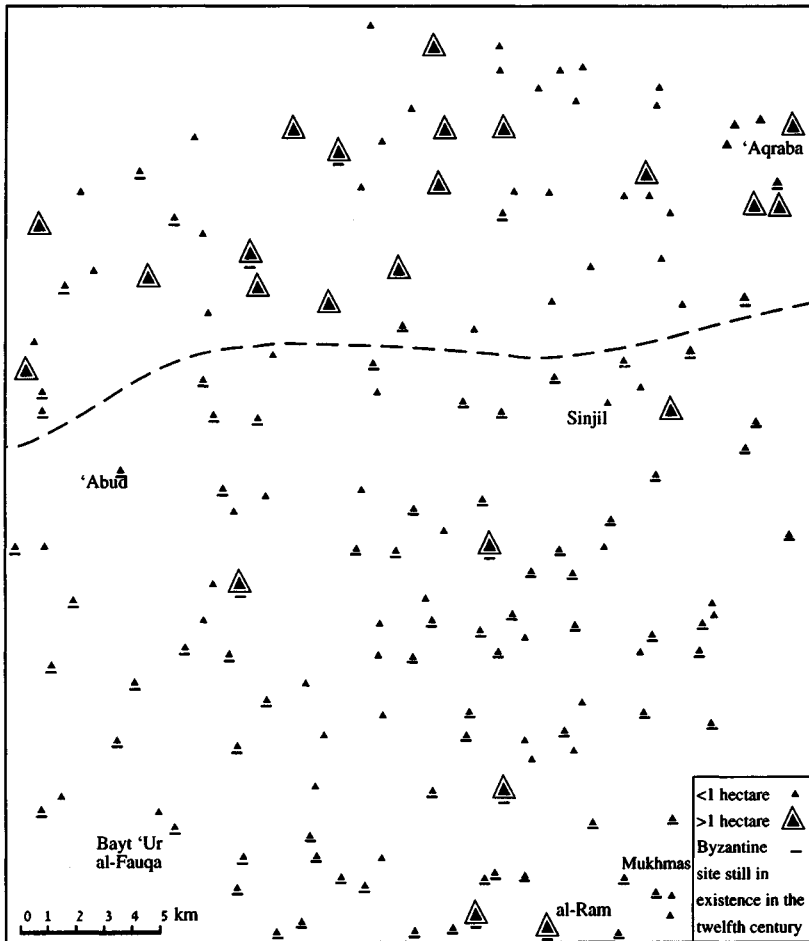 ‘Aqraba
Sinjil
‘Abud
Bayt ‘Ur
al-Fauqa
Mukhmas
al-Ram
0 1 2 3 4 5 km
<1 hectare
>1 hectare
Byzantine
site still in
existence in the
twelfth century